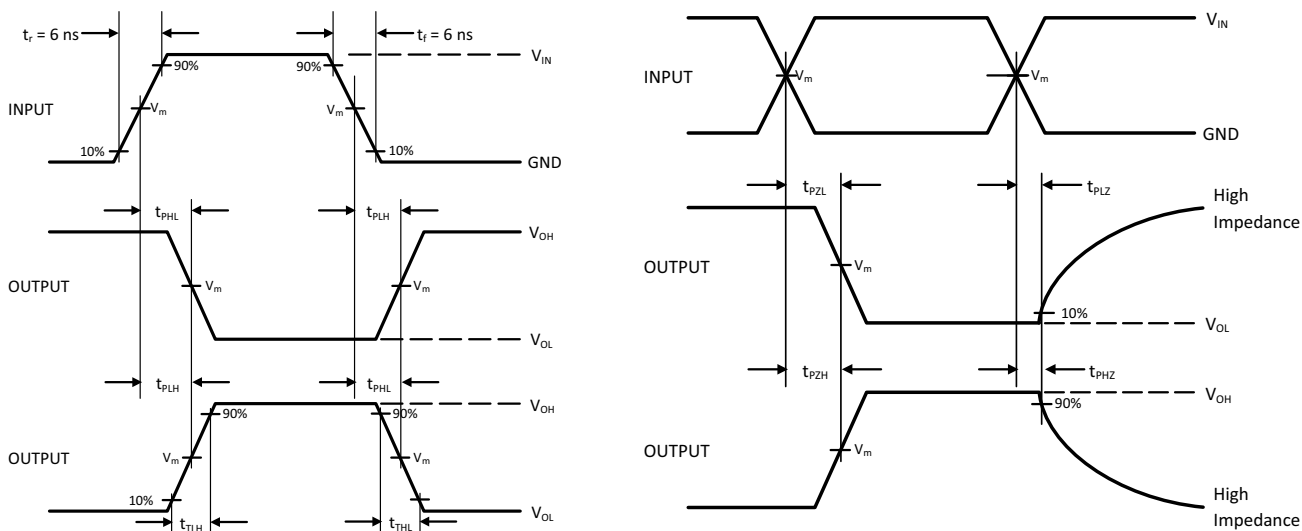 t_r = 6 ns
t_f = 6 ns
V_IN
90%
90%
INPUT
V_m
V_m
10%
10%
GND
t_PHL
t_PLH
V_OH
OUTPUT
V_m
V_m
V_OL
t_PLH
t_PHL
V_OH
90%
90%
OUTPUT
V_m
V_m
10%
V_OL
t_TLH
t_THL
V_IN
INPUT
V_m
V_m
GND
t_PZL
t_PLZ
High
Impedance
OUTPUT
V_m
10%
V_OL
t_PZH
t_PHZ
V_OH
90%
OUTPUT
V_m
High
Impedance